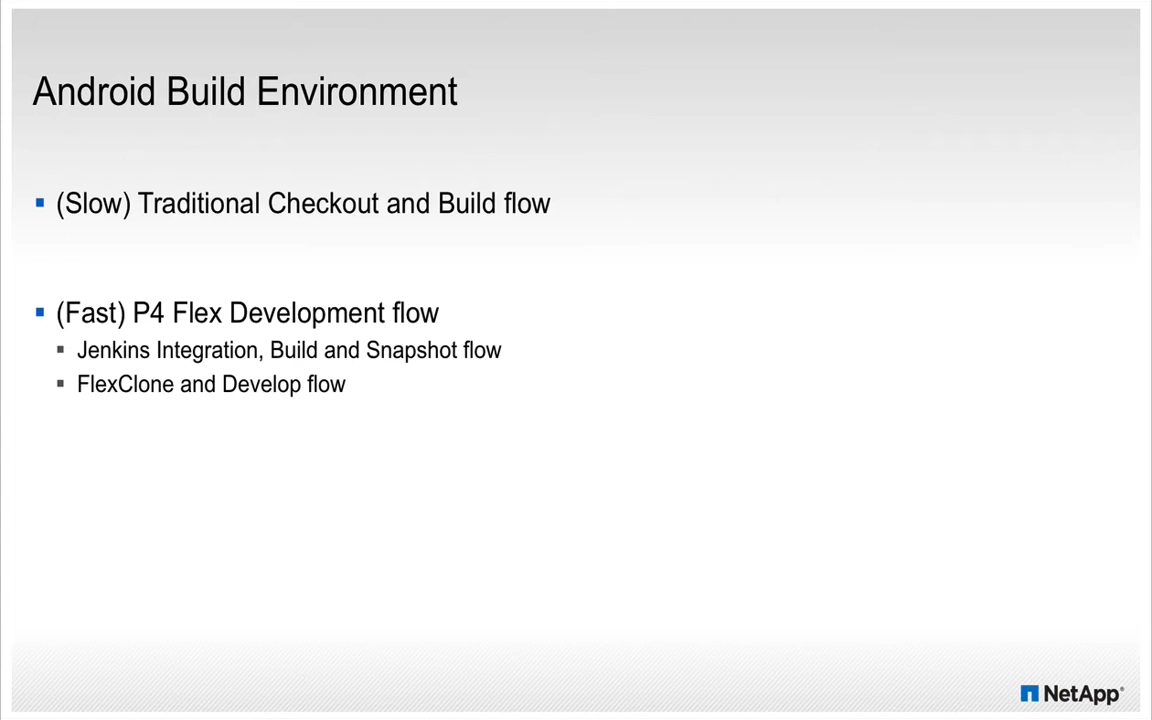 Android Build Environment
(Slow) Traditional Checkout and Build flow
(Fast) P4 Flex Development flow
Jenkins Integration, Build and Snapshot flow
FlexClone and Develop flow
NetApp®